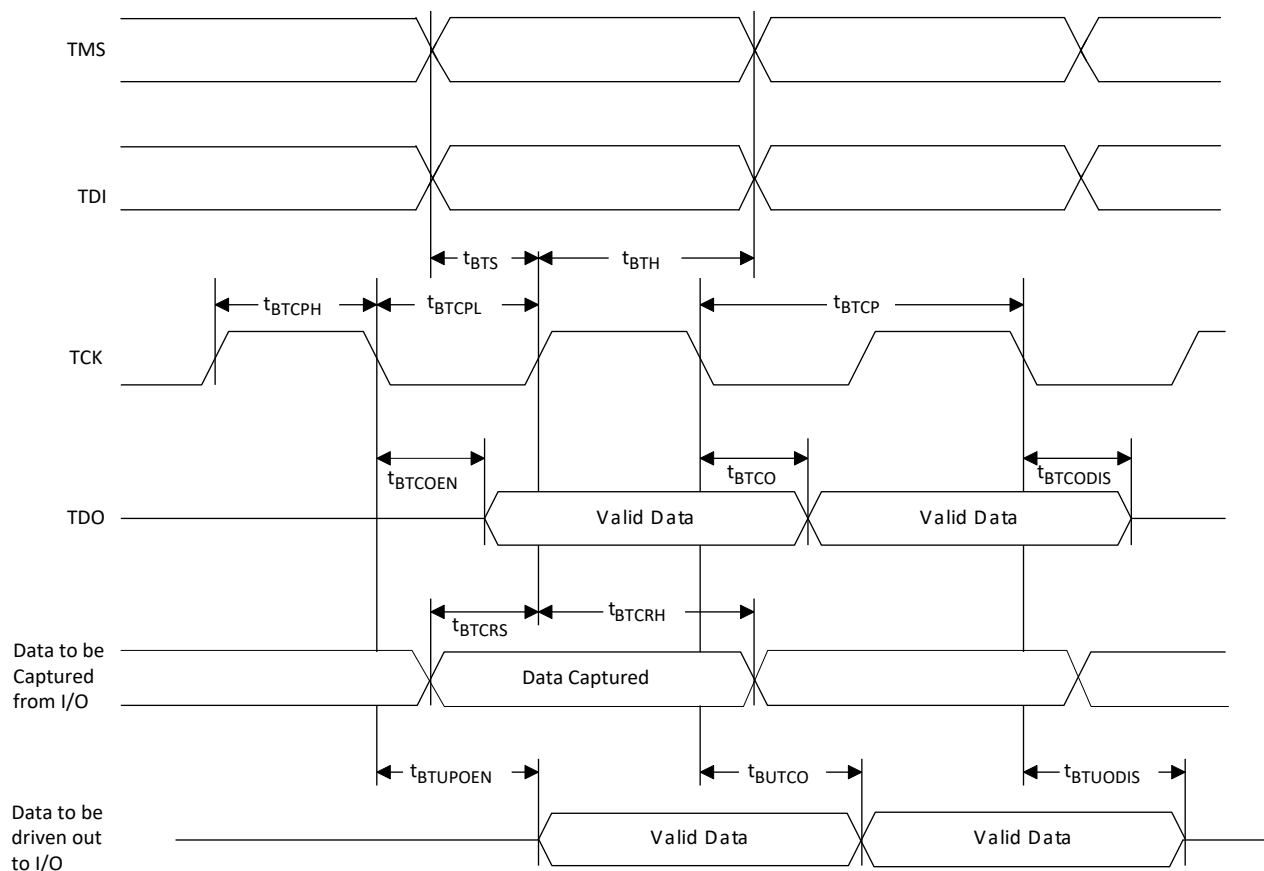 TMS
TDI
tBTS
tBTH
tBTCPH
tBTCPL
tBTCP
TCK
tBTCOEN
tBTCO
tBTCODIS
TDO
Valid Data
Valid Data
tBTCRS
tBTCRH
Data to be
Captured
from I/O
Data Captured
tBTUPOEN
tBUTCO
tBTUODIS
Data to be
driven out
to I/O
Valid Data
Valid Data